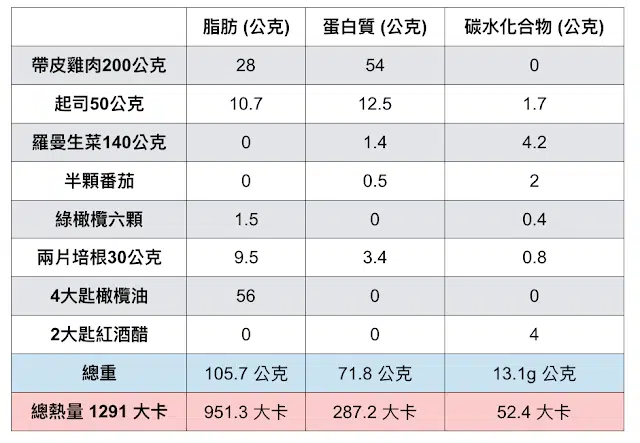 脂肪 (公克) 蛋白質 (公克) 碳水化合物 (公克)
帶皮雞肉200公克 28 54 0
起司50公克 10.7 12.5 1.7
羅曼生菜140公克 0 1.4 4.2
半顆番茄 0 0.5 2
綠橄欖六顆 1.5 0 0.4
兩片培根30公克 9.5 3.4 0.8
4大匙橄欖油 56 0 0
2大匙紅酒醋 0 0 4
總重 105.7 公克 71.8 公克 13.1g 公克
總熱量 1291 大卡 951.3 大卡 287.2 大卡 52.4 大卡